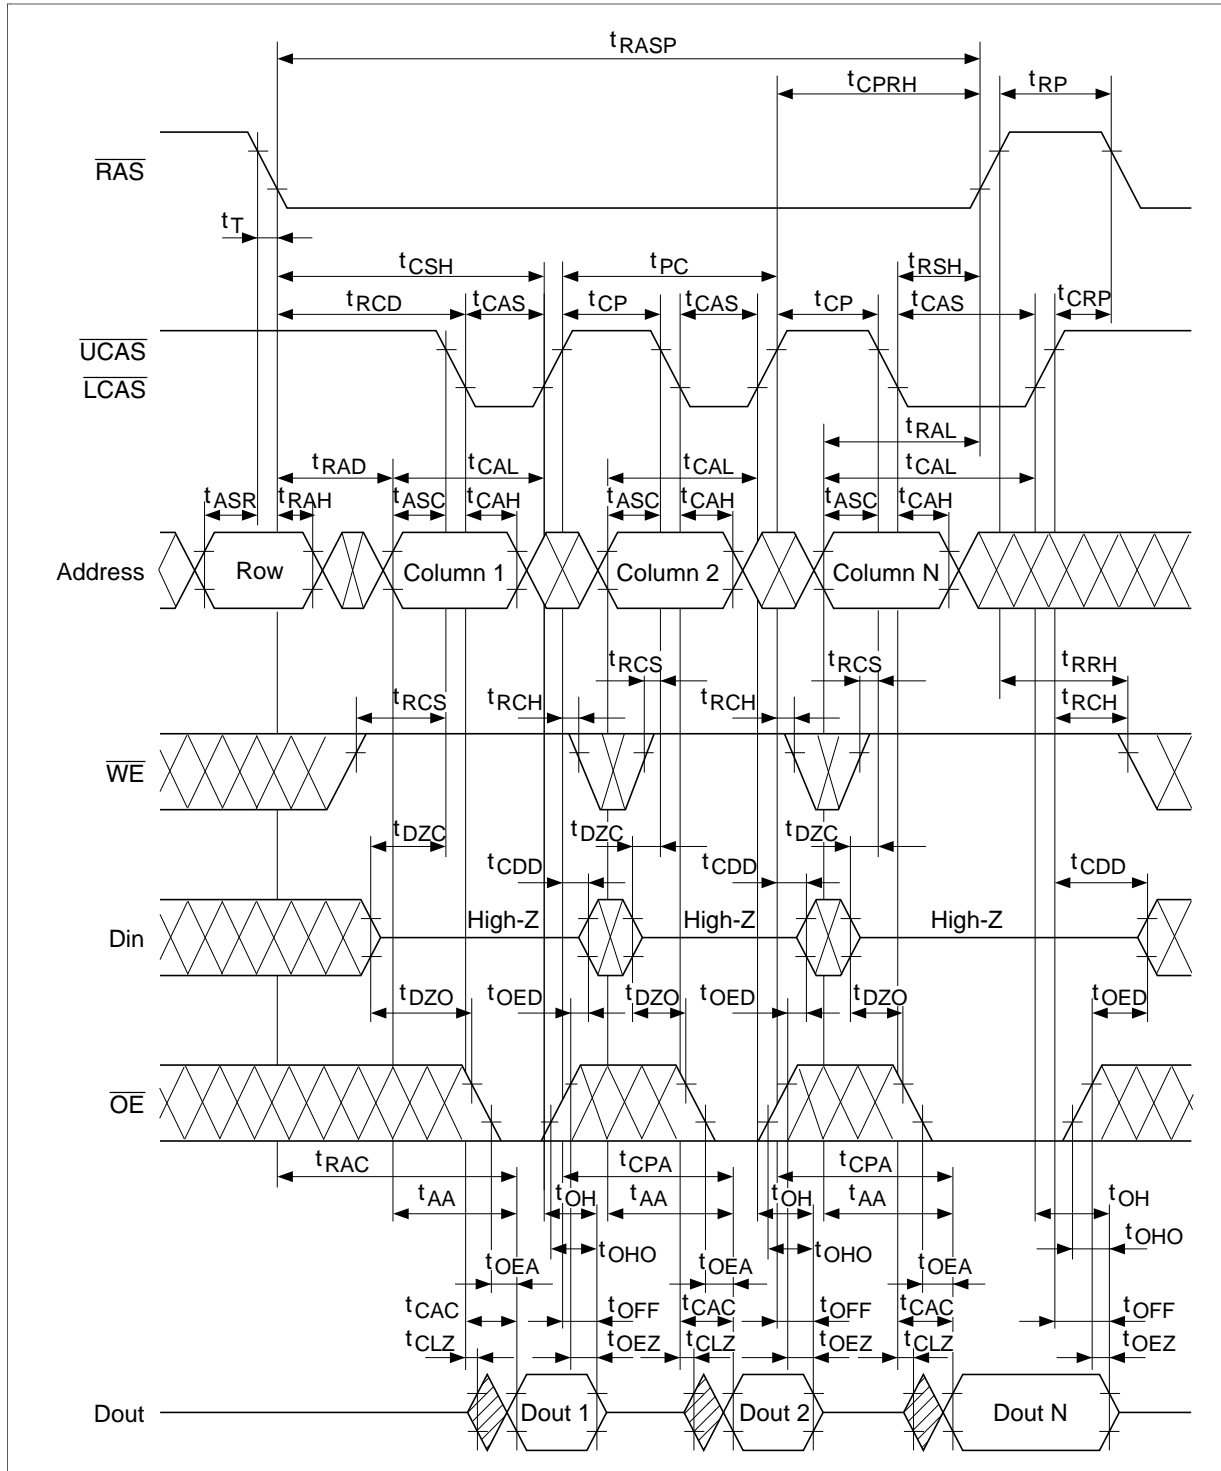 tRASP
tCPRH tRP
RAS
tT
tCSH tPC tRSH
tRCD tCAS tCP tCAS tCP tCAS tCRP
UCAS
LCAS
tRAL
tRAD tCAL tCAL tCAL
tASR tRAH tASC tCAH tASC tCAH tASC tCAH
Address Row Column 1 Column 2 Column N
tRCS tRCS tRRH
tRCS tRCH tRCH tRCH
WE
tDZC tDZC tDZC
tCDD tCDD tCDD
High-Z High-Z High-Z
Din
tDZO tOED tDZO tOED tDZO tOED
OE
tRAC tCPA tCPA
tAA tOH tAA tOH tAA tOH
tOHO tOHO tOHO
tOEA tOEA tOEA
tCAC tOFF tCAC tOFF tCAC tOFF
tCLZ tOEZ tCLZ tOEZ tCLZ tOEZ
Dout Dout 1 Dout 2 Dout N